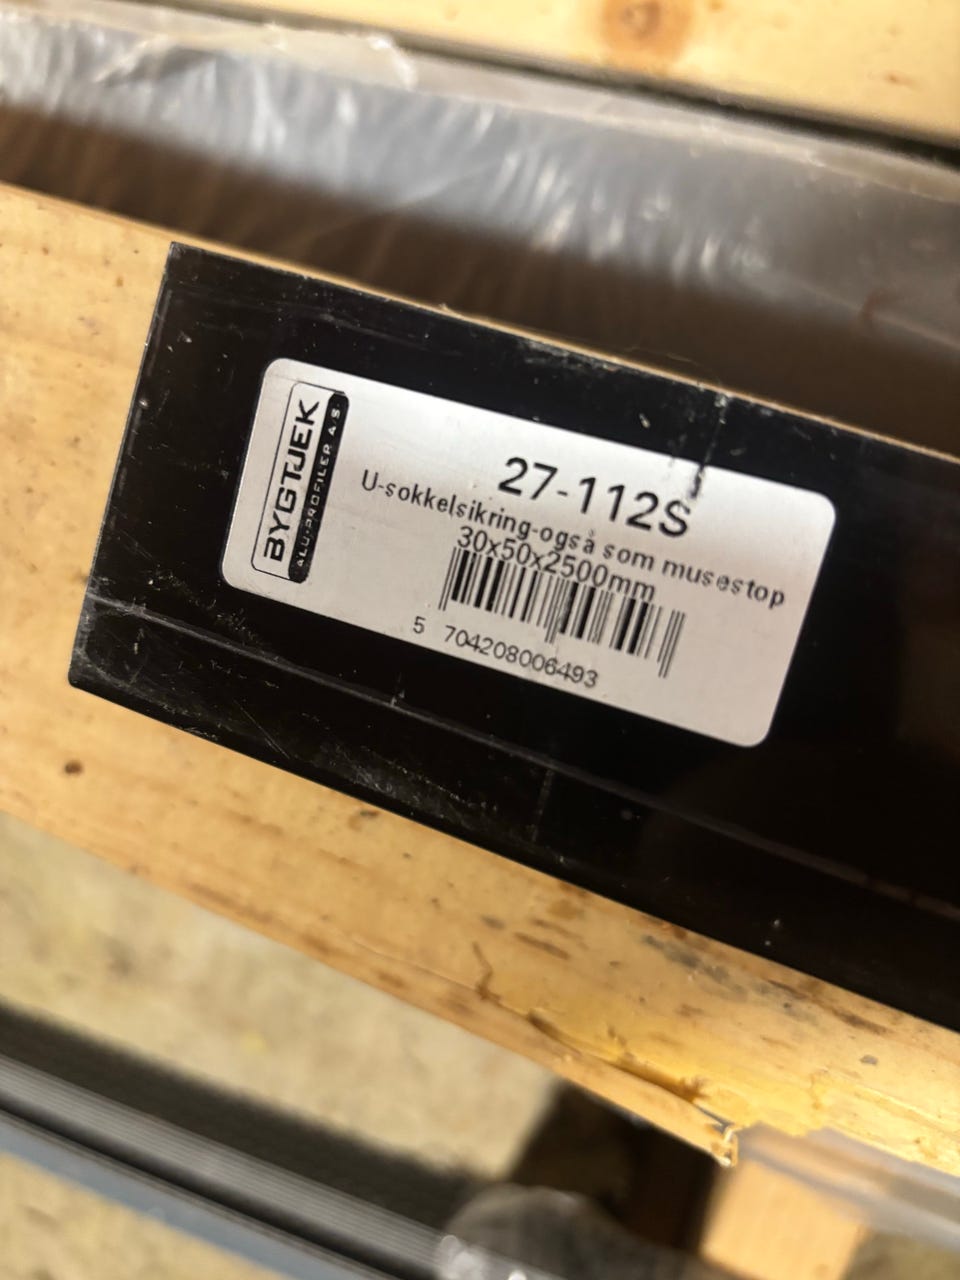 BYGTJEK
ALU-PROFILER A.S.
27-112S
U-sokkelsikring-også som musestop
30x50x2500mm
5 704208006493